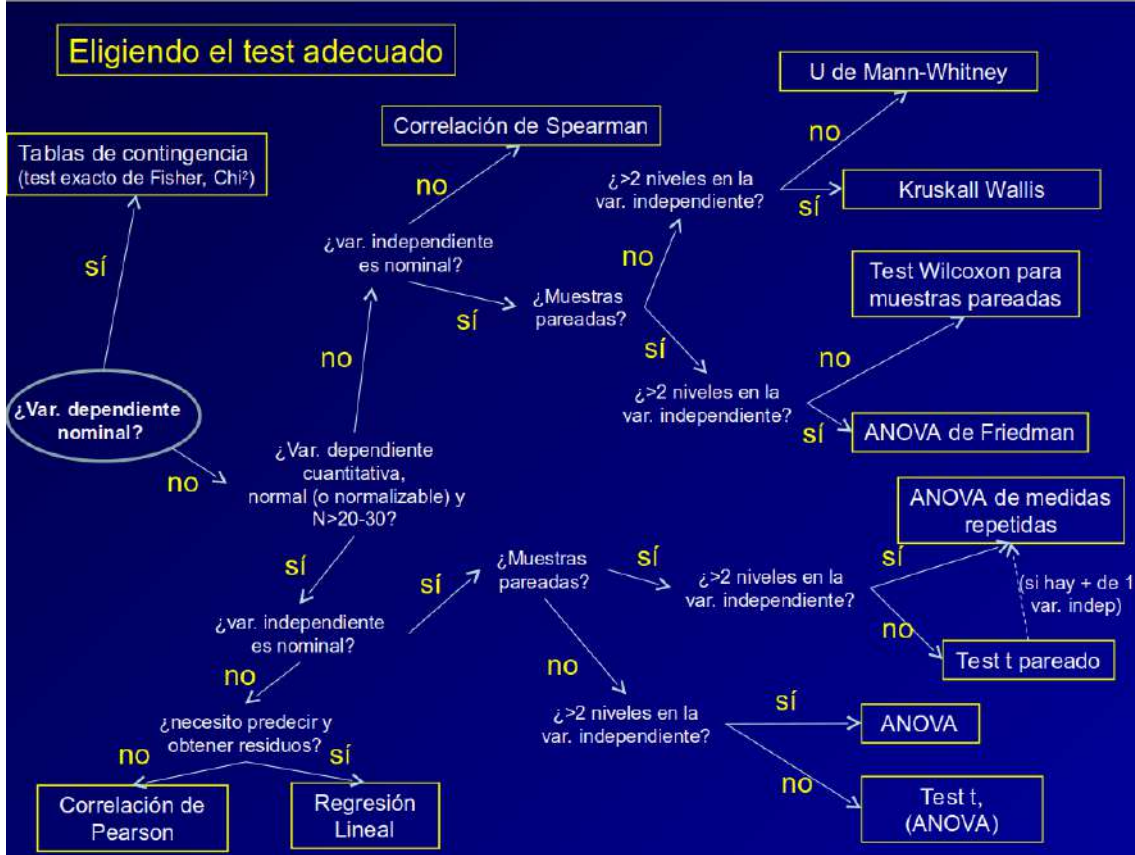 Eligiendo el test adecuado
U de Mann-Whitney
no
Correlación de Spearman
Tablas de contingencia
(test exacto de Fisher, Chi²)
no
¿>2 niveles en la
var. independiente?
sí
Kruskall Wallis
¿var. independiente
es nominal?
sí
no
Test Wilcoxon para
muestras pareadas
¿Muestras
pareadas?
sí
sí
no
no
¿Var. dependiente
nominal?
¿>2 niveles en la
var. independiente?
sí
ANOVA de Friedman
no
¿Var. dependiente
cuantitativa,
normal (o normalizable) y
N>20-30?
ANOVA de medidas
repetidas
sí
¿Muestras
pareadas?
sí
sí
sí
¿>2 niveles en la
var. independiente?
(si hay + de 1
var. indep)
¿var. independiente
es nominal?
no
Test t pareado
no
no
¿necesito predecir y
obtener residuos?
¿>2 niveles en la
var. independiente?
sí
ANOVA
no
sí
no
Correlación de
Pearson
Regresión
Lineal
Test t,
(ANOVA)